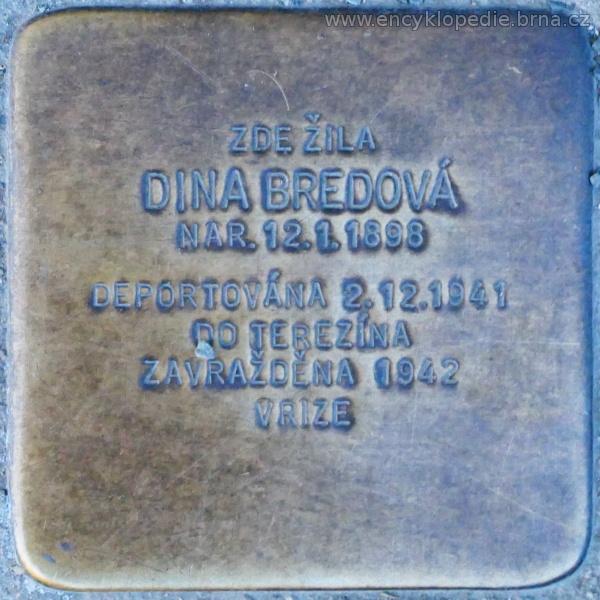 www.encyklopedie.brna.cz
ZDE ŽILA
DINA BREDOVÁ
NAR. 12.1.1898
DEPORTOVÁNA 2.12.1941
DO TEREZÍNA
ZAVRAŽDĚNA 1942
V RIZE